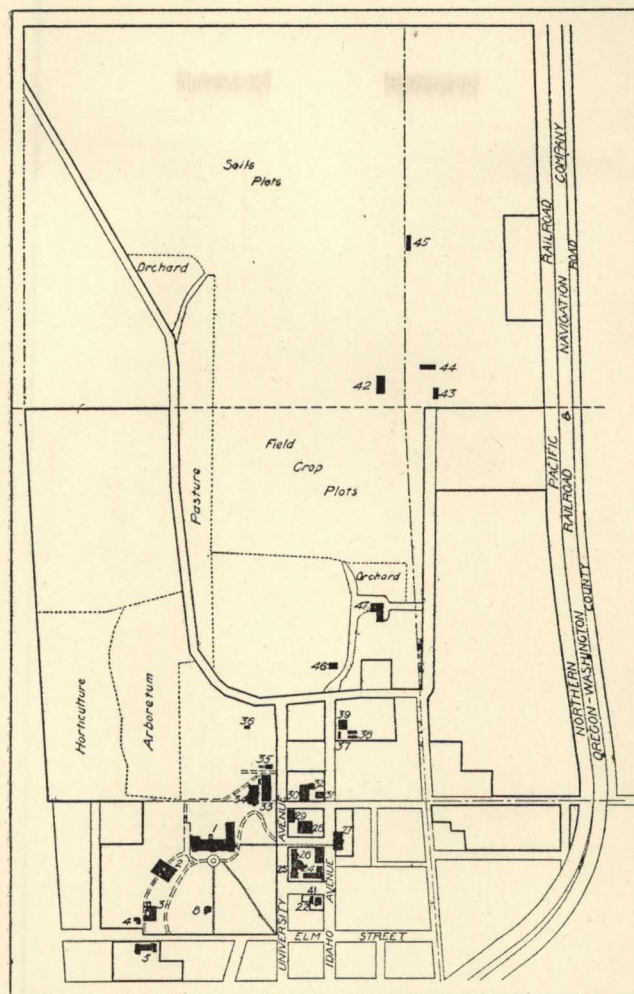 Soils
Plots
Orchard
45
44
42
43
Field
Crop
Plots
Pasture
Orchard
47
46
Horticulture
Arboretum
36
39
38
37
35
33
32
30
31
29
28
27
26
25
1
2
3
4
8
5
41
22
UNIVERSITY AVENUE
IDAHO AVENUE
ELM STREET
NORTHERN PACIFIC RAILROAD COMPANY
OREGON-WASHINGTON RAILROAD & NAVIGATION
COUNTY ROAD